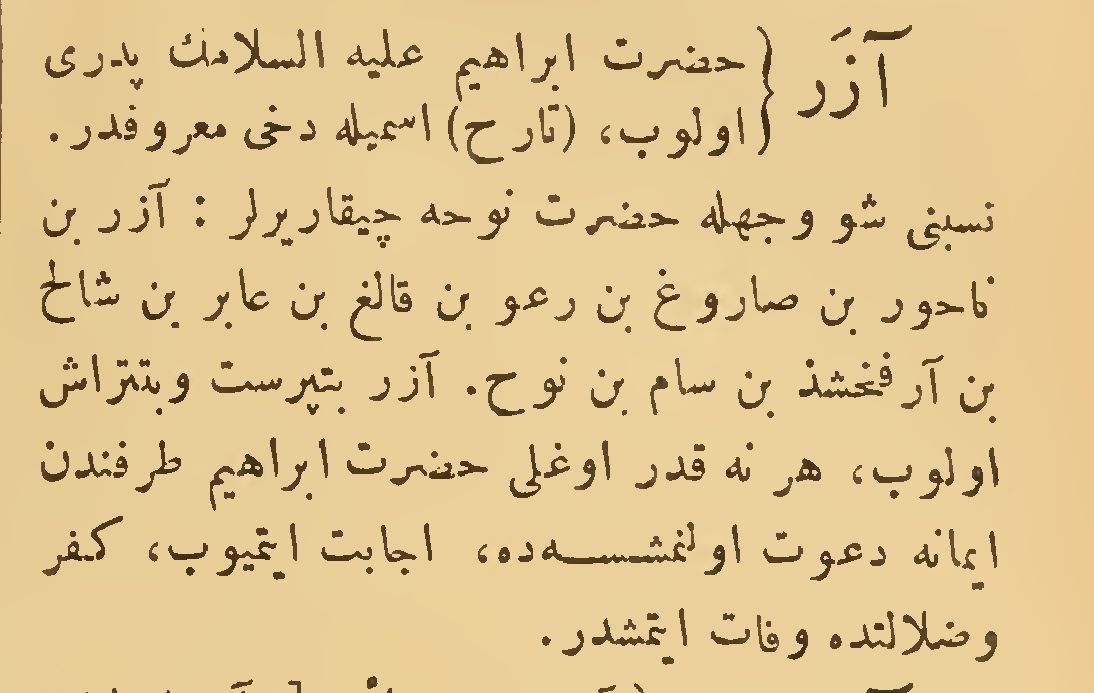 آزَر {حضرت ابراهیم علیه السلامك پدری
اولوب، (تارح) اسمیله دخی معروفدر.
نسبنی شو وجهله حضرت نوحه چیقاریرلر : آزر بن
ناحور بن صاروغ بن رعو بن قالغ بن عابر بن شالخ
بن آرفخشذ بن سام بن نوح. آزر بتپرست وبتتراش
اولوب، هر نه قدر اوغلی حضرت ابراهیم طرفندن
ایمانه دعوت اولنمشسه‌ده، اجابت ایتمیوب، کفر
وضلالتده وفات ایتمشدر.